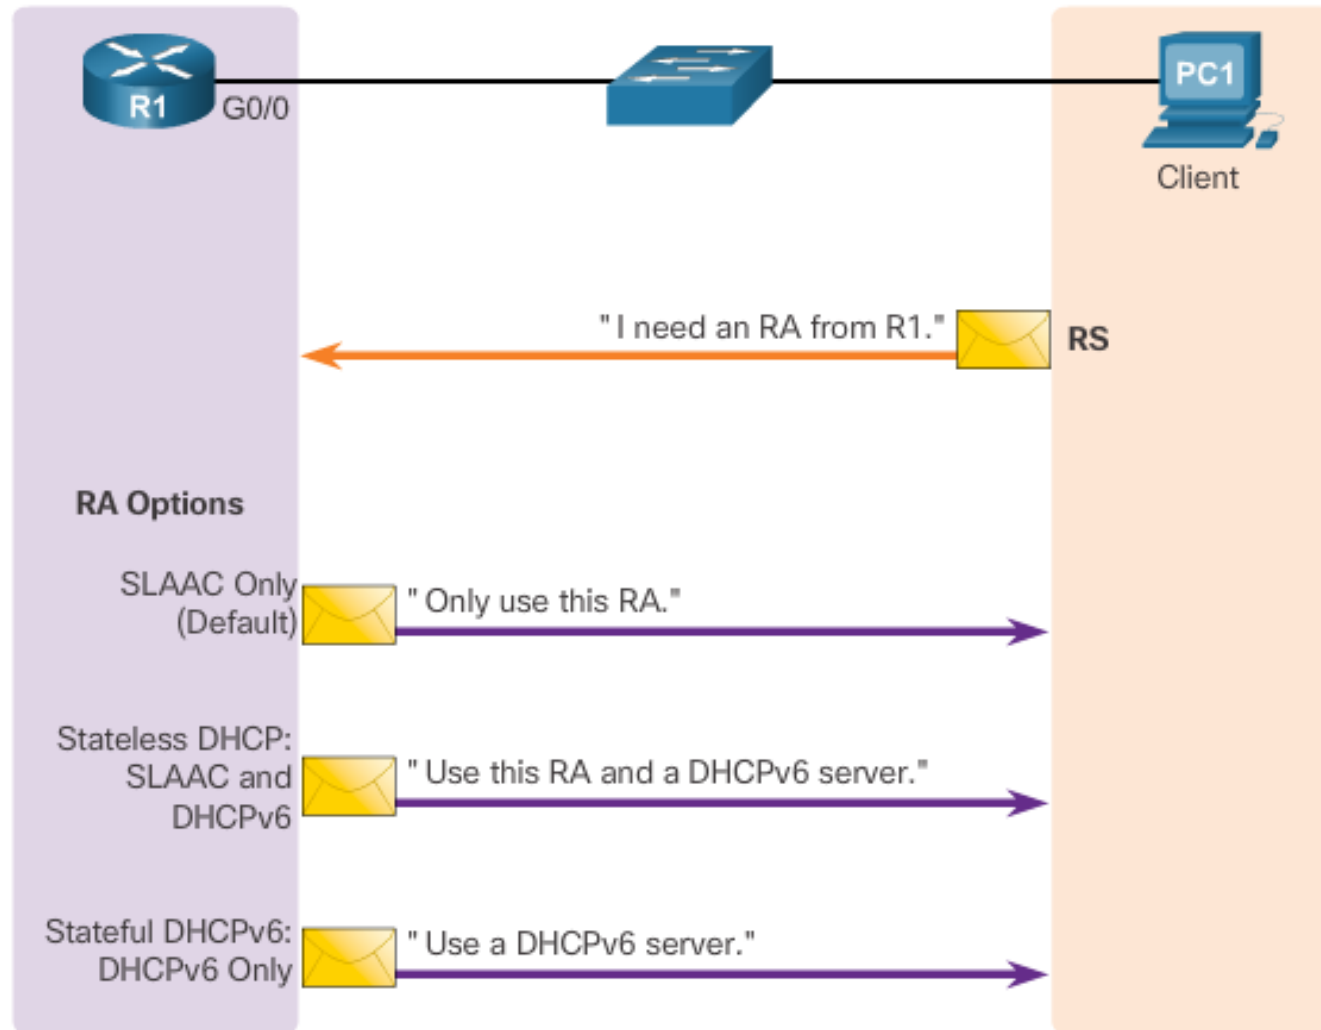 R1
G0/0
PC1
Client
"I need an RA from R1."
RS
RA Options
SLAAC Only
(Default)
"Only use this RA."
Stateless DHCP:
SLAAC and
DHCPv6
"Use this RA and a DHCPv6 server."
Stateful DHCPv6:
DHCPv6 Only
"Use a DHCPv6 server."